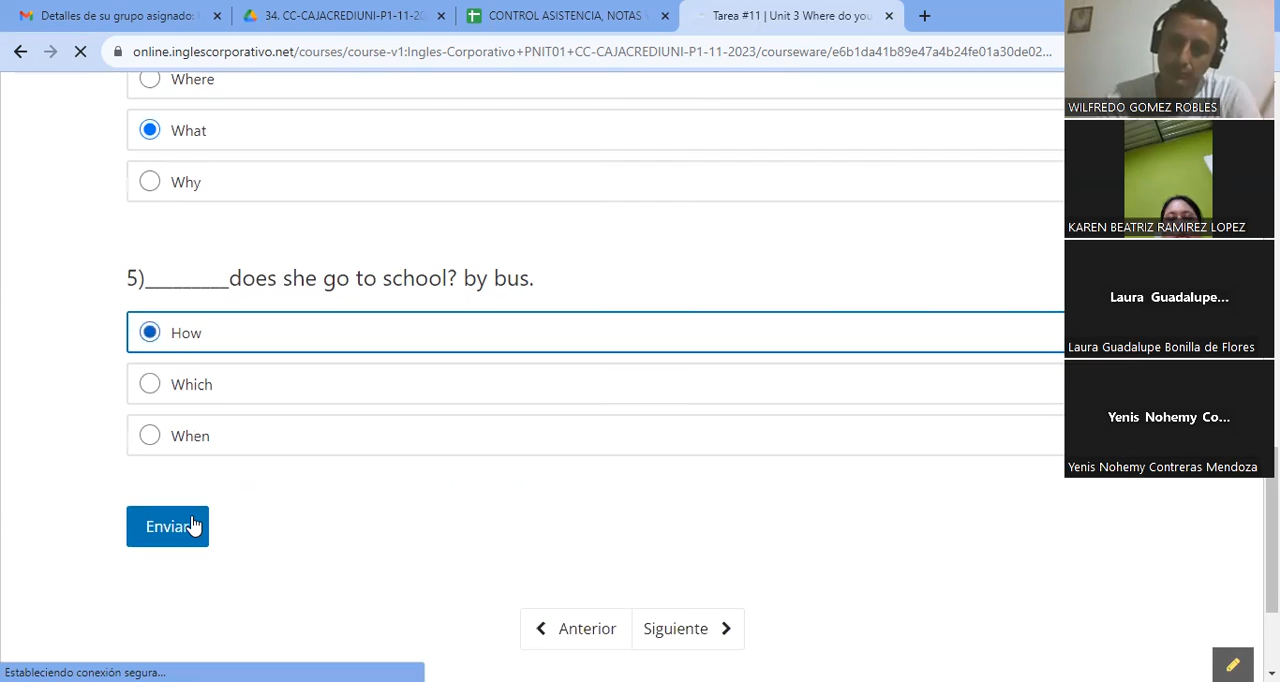 Detalles de su grupo asignado:
34. CC-CAJACREDIUNI-P1-11-20
CONTROL ASISTENCIA, NOTAS
Tarea #11 | Unit 3 Where do you
online.inglescorporativo.net/courses/course-v1:Ingles-Corporativo+PNIT01+CC-CAJACREDIUNI-P1-11-2023/courseware/e6b1da41b89e47a4b24fe01a30de02...
Where
What
Why
5)_________does she go to school? by bus.
How
Which
When
Enviar
Anterior
Siguiente
Estableciendo conexión segura...
WILFREDO GOMEZ ROBLES
KAREN BEATRIZ RAMIREZ LOPEZ
Laura Guadalupe...
Laura Guadalupe Bonilla de Flores
Yenis Nohemy Co...
Yenis Nohemy Contreras Mendoza